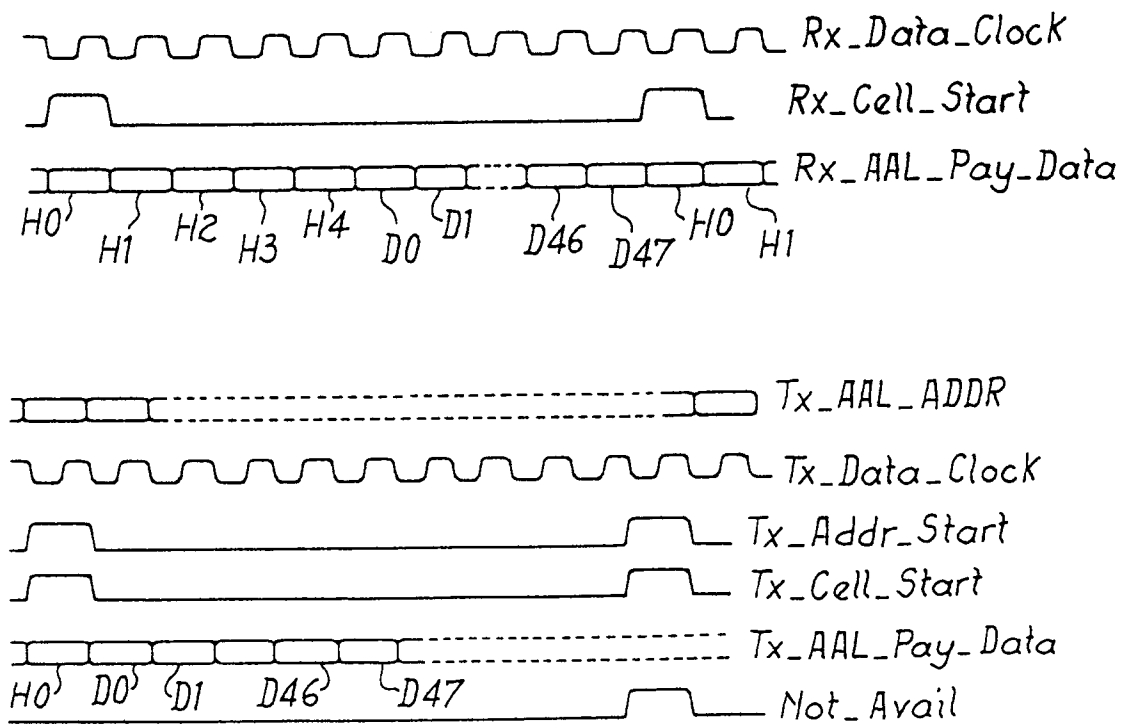 Rx_Data_Clock
Rx_Cell_Start
Rx_AAL_Pay_Data
H0 H1 H2 H3 H4 D0 D1 D46 D47 H0 H1
Tx_AAL_ADDR
Tx_Data_Clock
Tx_Addr_Start
Tx_Cell_Start
Tx_AAL_Pay_Data
H0 D0 D1 D46 D47
Not_Avail